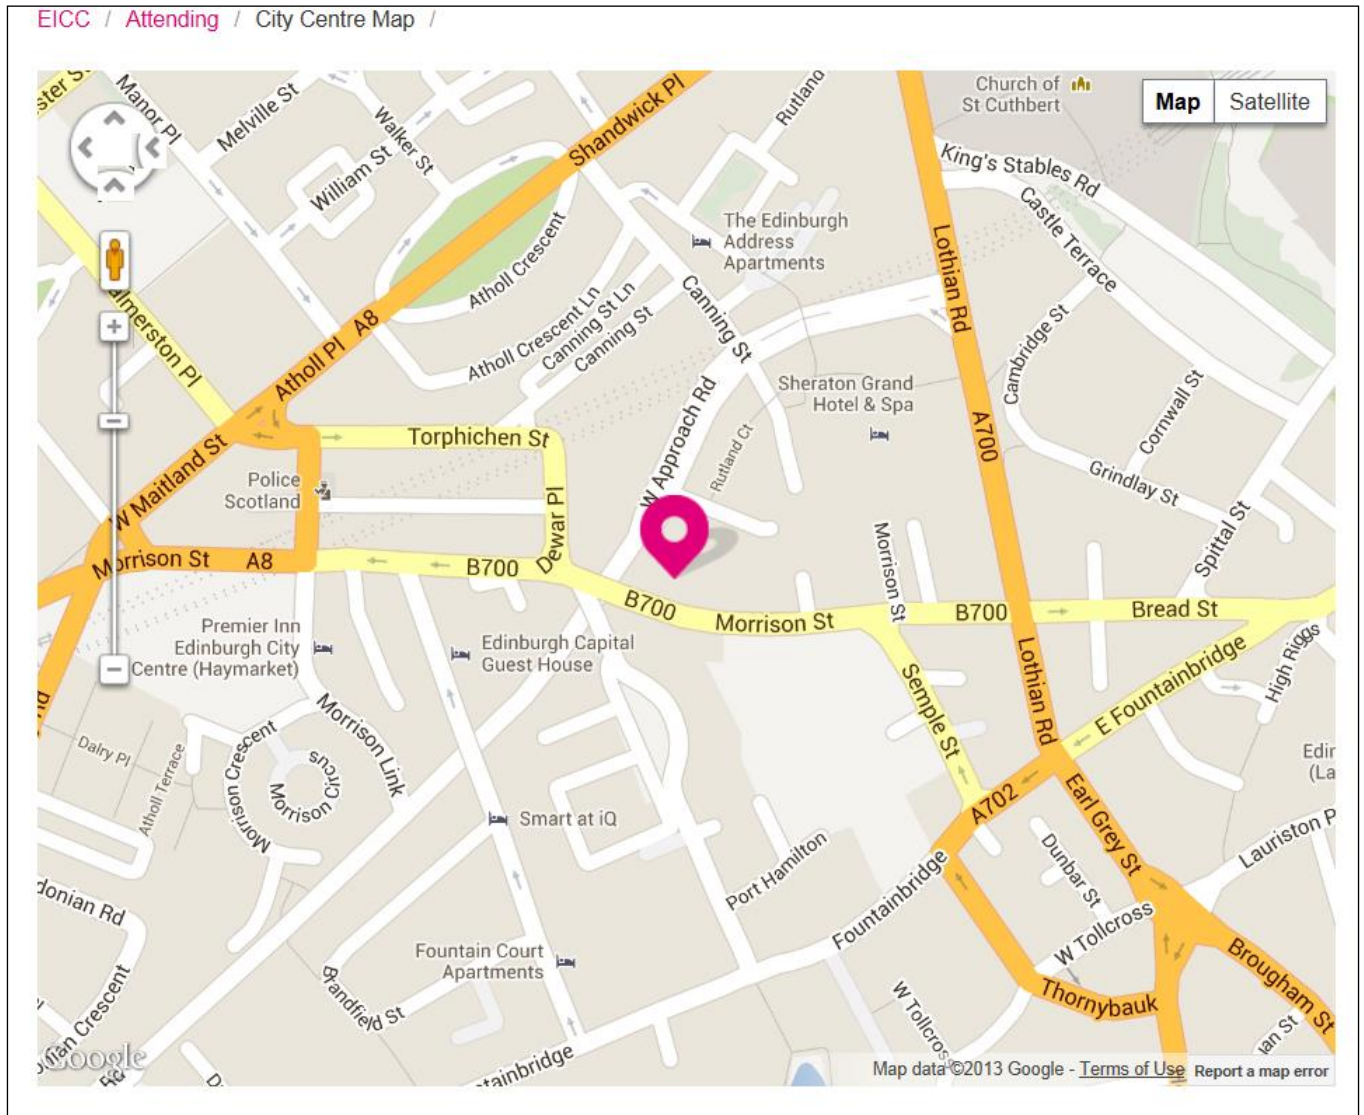 EICC / Attending / City Centre Map /
Map
Satellite
Church of
St Cuthbert
Manor Pl
Melville St
Walker St
William St
Shandwick Pl
Rutland
King's Stables Rd
Castle Terrace
The Edinburgh
Address
Apartments
Lothian Rd
Atholl Crescent
Canning St
Atholl Crescent Ln
Canning St Ln
Canning St
Cambridge St
Atholl Pl
A8
Sheraton Grand
Hotel & Spa
Cornwall St
W Approach Rd
Rutland Ct
A700
Torphichen St
W Maitland St
Police
Scotland
Grindlay St
Spittal St
Dewar Pl
Morrison St
A8
B700
Morrison St
B700
Morrison St
B700
Bread St
Premier Inn
Edinburgh City
Centre (Haymarket)
Edinburgh Capital
Guest House
Lothian Rd
Semple St
E Fountainbridge
High Riggs
Dalry Pl
Atholl Terrace
Morrison Crescent
Morrison Circus
Morrison Link
Edir
(La
Smart at iQ
A702
Earl Grey St
Dunbar St
Lauriston P
Port Hamilton
Fountainbridge
donian Rd
W Tollcross
Fountain Court
Apartments
Brandfield St
Thornybauk
Brougham St
W Tollcross
Google
tainbridge
Map data ©2013 Google - Terms of Use
Report a map error